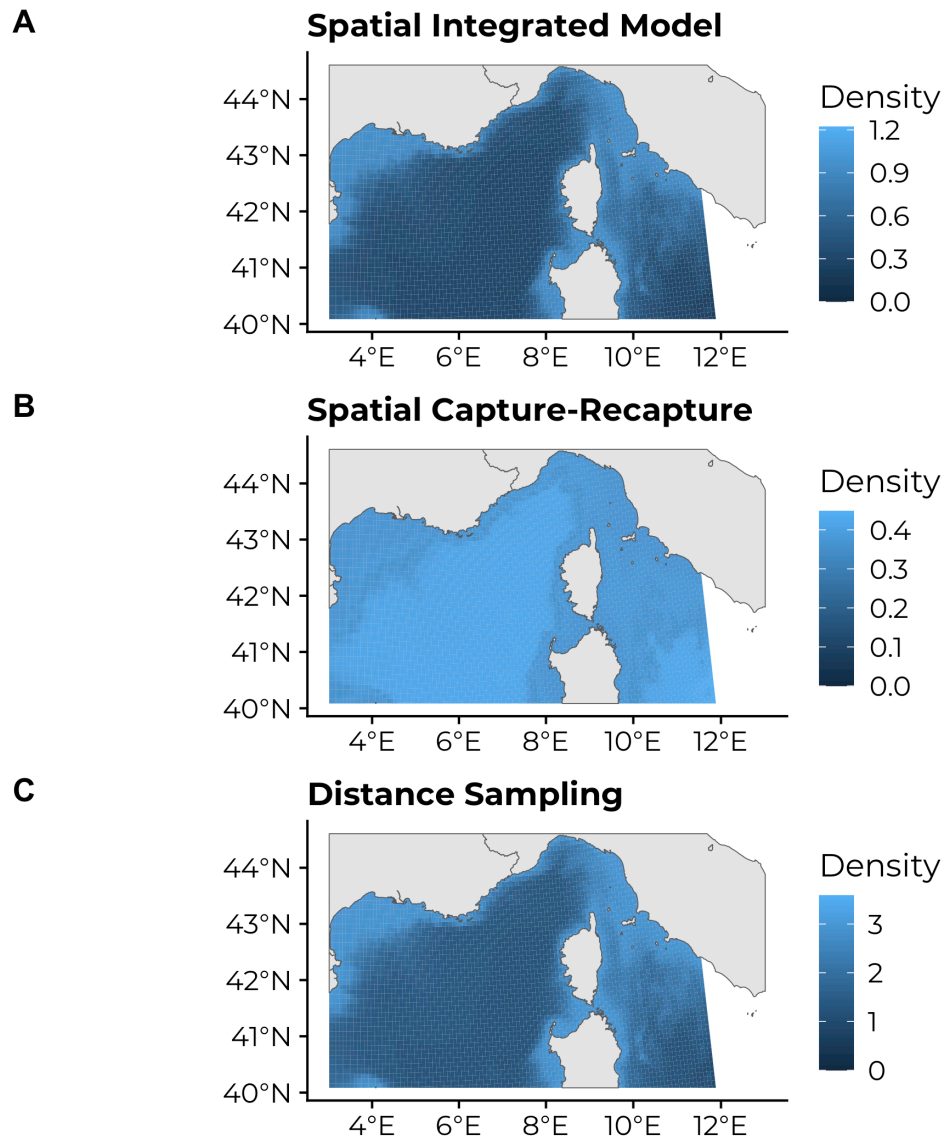 A
Spatial Integrated Model
44°N
43°N
42°N
41°N
40°N
4°E 6°E 8°E 10°E 12°E
Density
1.2
0.9
0.6
0.3
0.0
B
Spatial Capture-Recapture
44°N
43°N
42°N
41°N
40°N
4°E 6°E 8°E 10°E 12°E
Density
0.4
0.3
0.2
0.1
0.0
C
Distance Sampling
44°N
43°N
42°N
41°N
40°N
4°E 6°E 8°E 10°E 12°E
Density
3
2
1
0